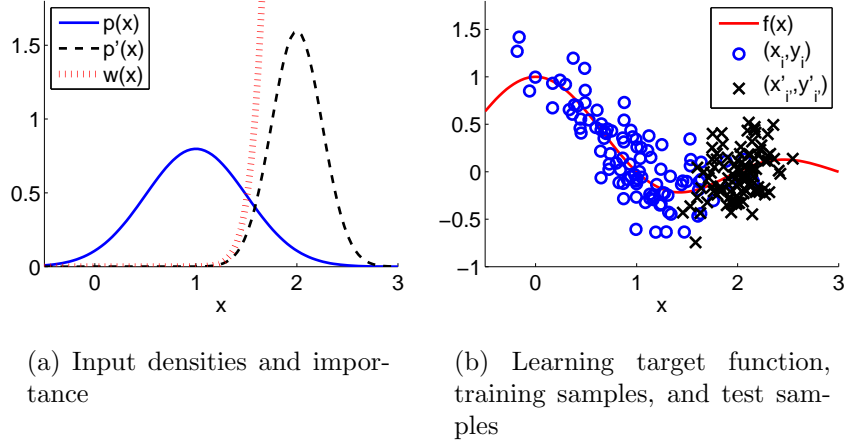 1.5
1
0.5
0
0
1
2
3
x
p(x)
p'(x)
w(x)
(a) Input densities and impor-
tance
1.5
1
0.5
0
−0.5
−1
0
1
2
3
x
f(x)
(x_i,y_i)
(x'_i',y'_i')
(b) Learning target function,
training samples, and test sam-
ples